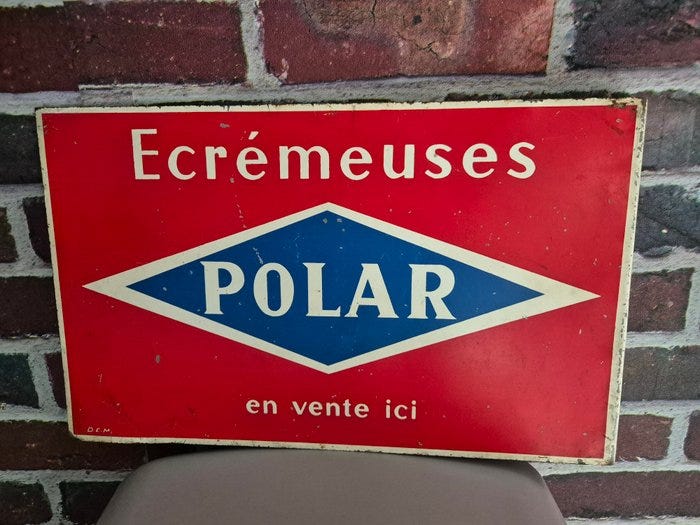 Ecrémeuses
POLAR
en vente ici
D.E.M.